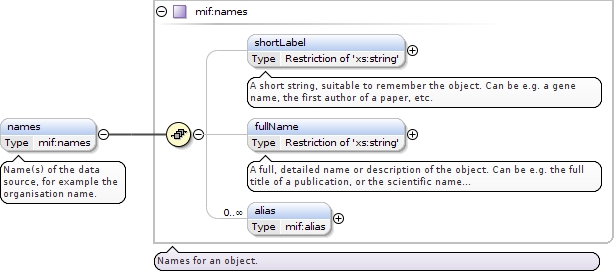 mif:names
shortLabel
Type Restriction of 'xs:string'
A short string, suitable to remember the object. Can be e.g. a gene
name, the first author of a paper, etc.
names
Type mif:names
Name(s) of the data
source, for example the
organisation name.
fullName
Type Restriction of 'xs:string'
A full, detailed name or description of the object. Can be e.g. the full
title of a publication, or the scientific name...
0..∞
alias
Type mif:alias
Names for an object.